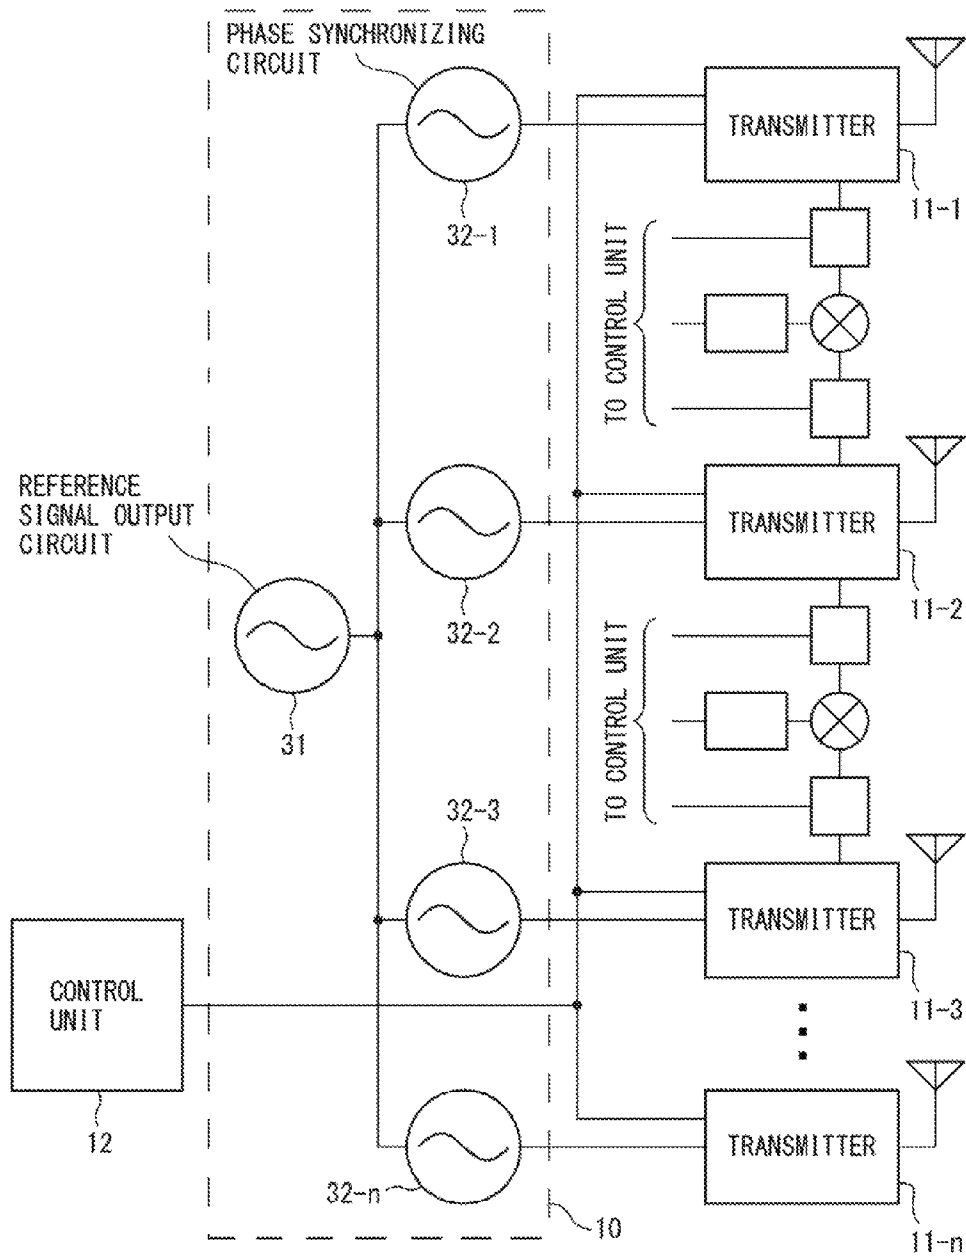 PHASE SYNCHRONIZING
CIRCUIT
TRANSMITTER
11-1
32-1
TO CONTROL UNIT
REFERENCE
SIGNAL OUTPUT
CIRCUIT
TRANSMITTER
11-2
32-2
31
TO CONTROL UNIT
32-3
TRANSMITTER
11-3
CONTROL
UNIT
12
TRANSMITTER
32-n
10
11-n